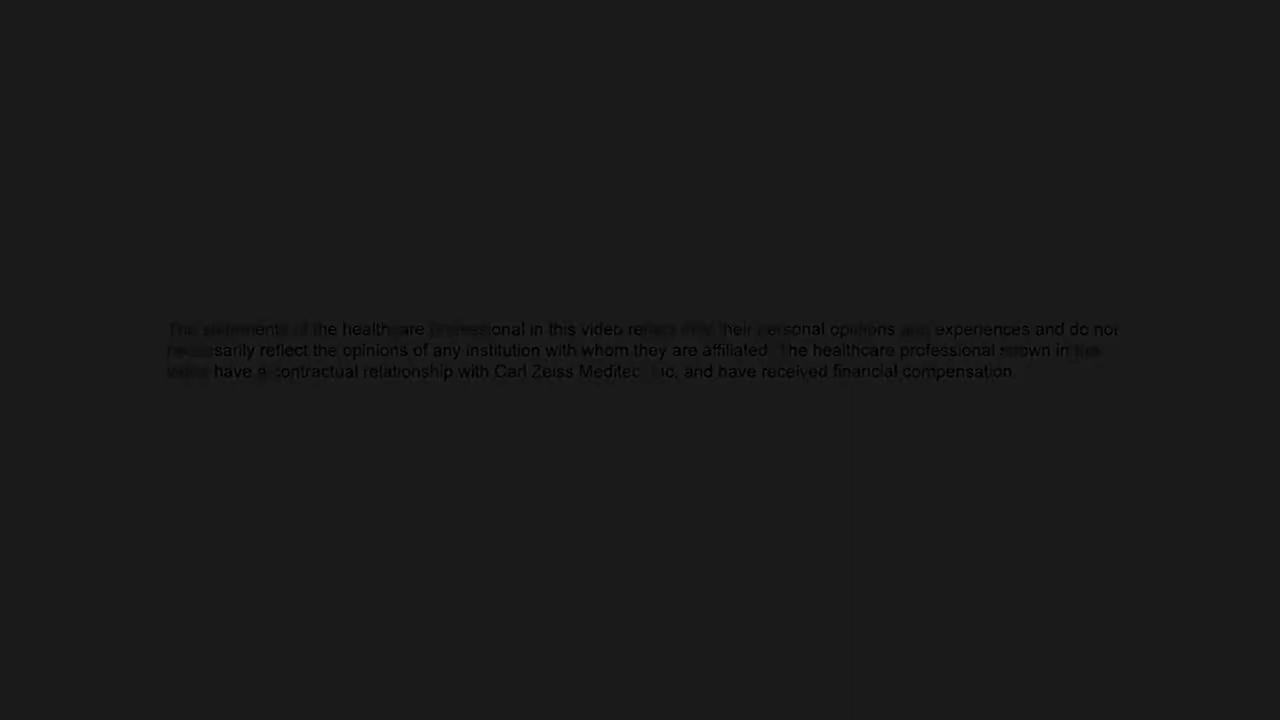 The statements of the healthcare professional in this video reflect only their personal opinions and experiences and do not
necessarily reflect the opinions of any institution with whom they are affiliated. The healthcare professional shown in the
video have a contractual relationship with Carl Zeiss Meditec, Inc. and have received financial compensation.